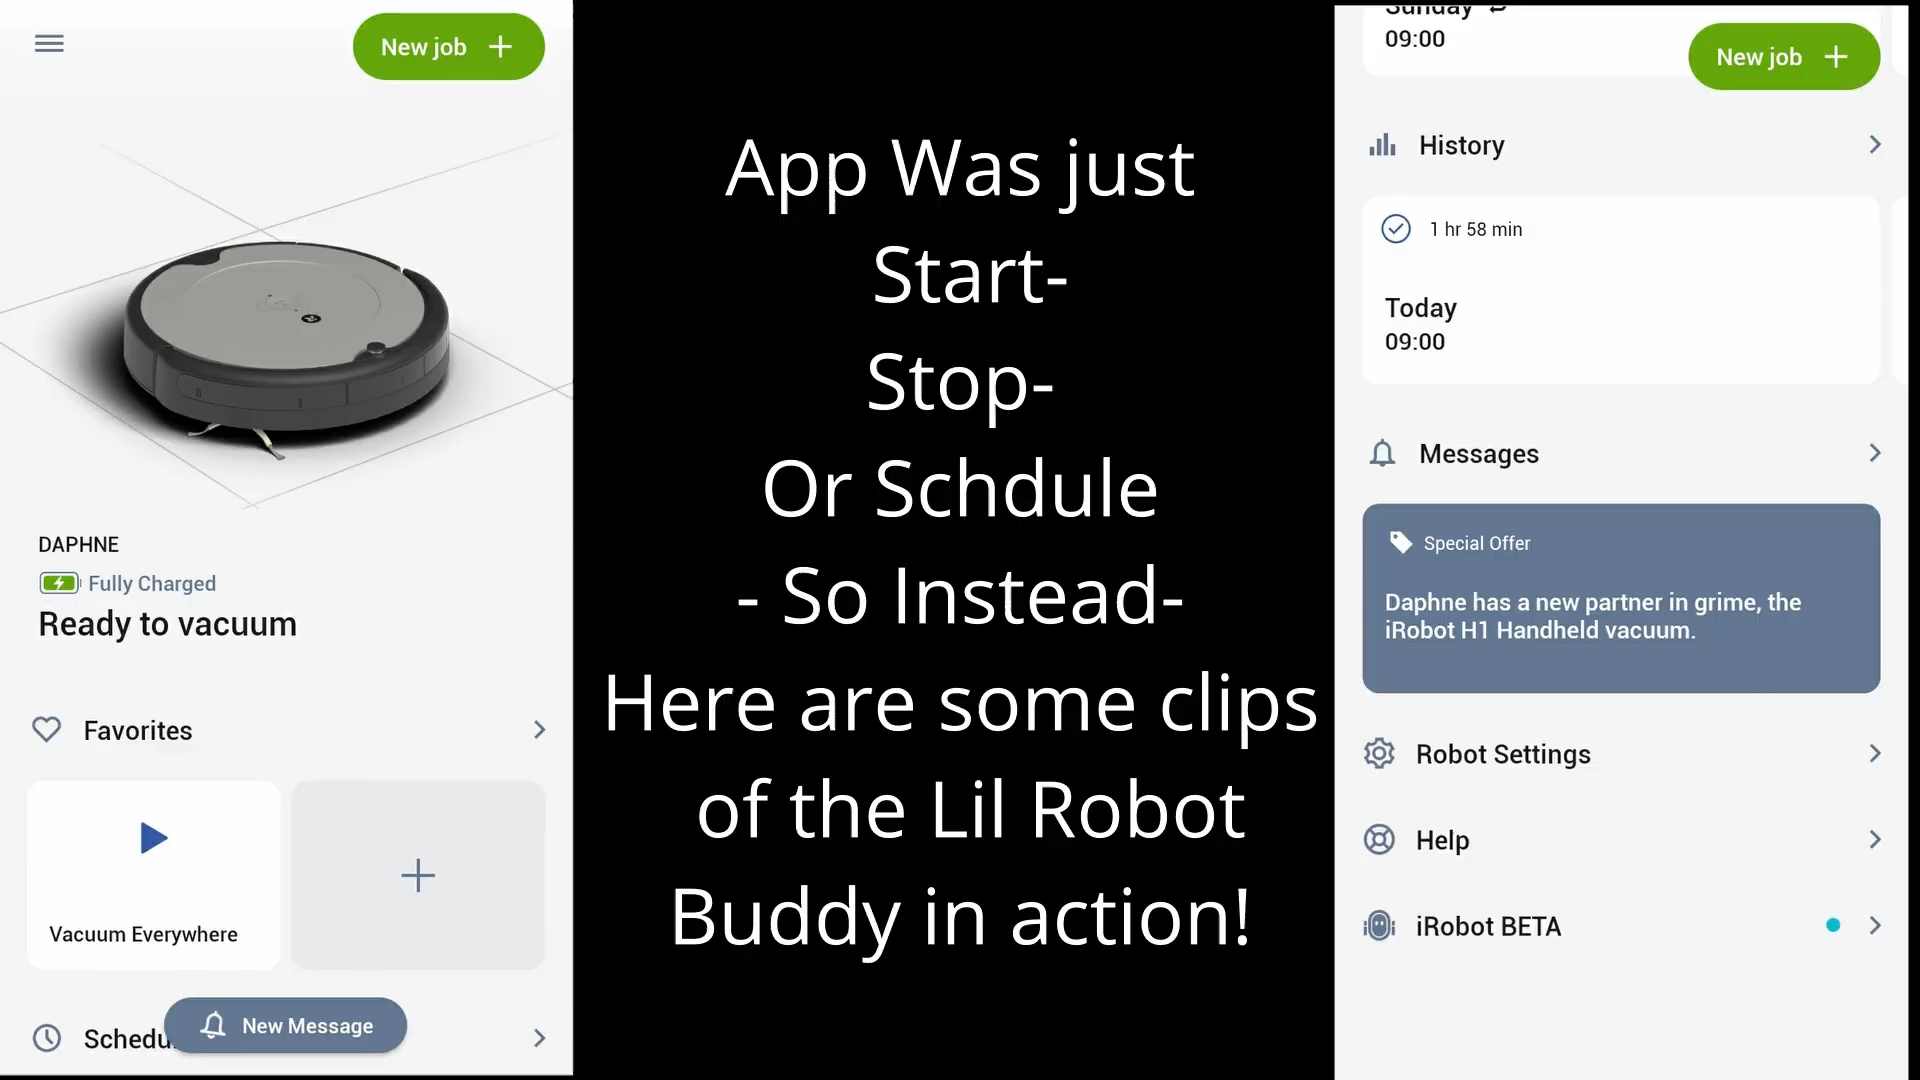 New job
DAPHNE
Fully Charged
Ready to vacuum
Favorites
Vacuum Everywhere
Schedu
New Message
App Was just
Start-
Stop-
Or Schdule
- So Instead-
Here are some clips
of the Lil Robot
Buddy in action!
Sunday
09:00
New job
History
1 hr 58 min
Today
09:00
Messages
Special Offer
Daphne has a new partner in grime, the
iRobot H1 Handheld vacuum.
Robot Settings
Help
iRobot BETA